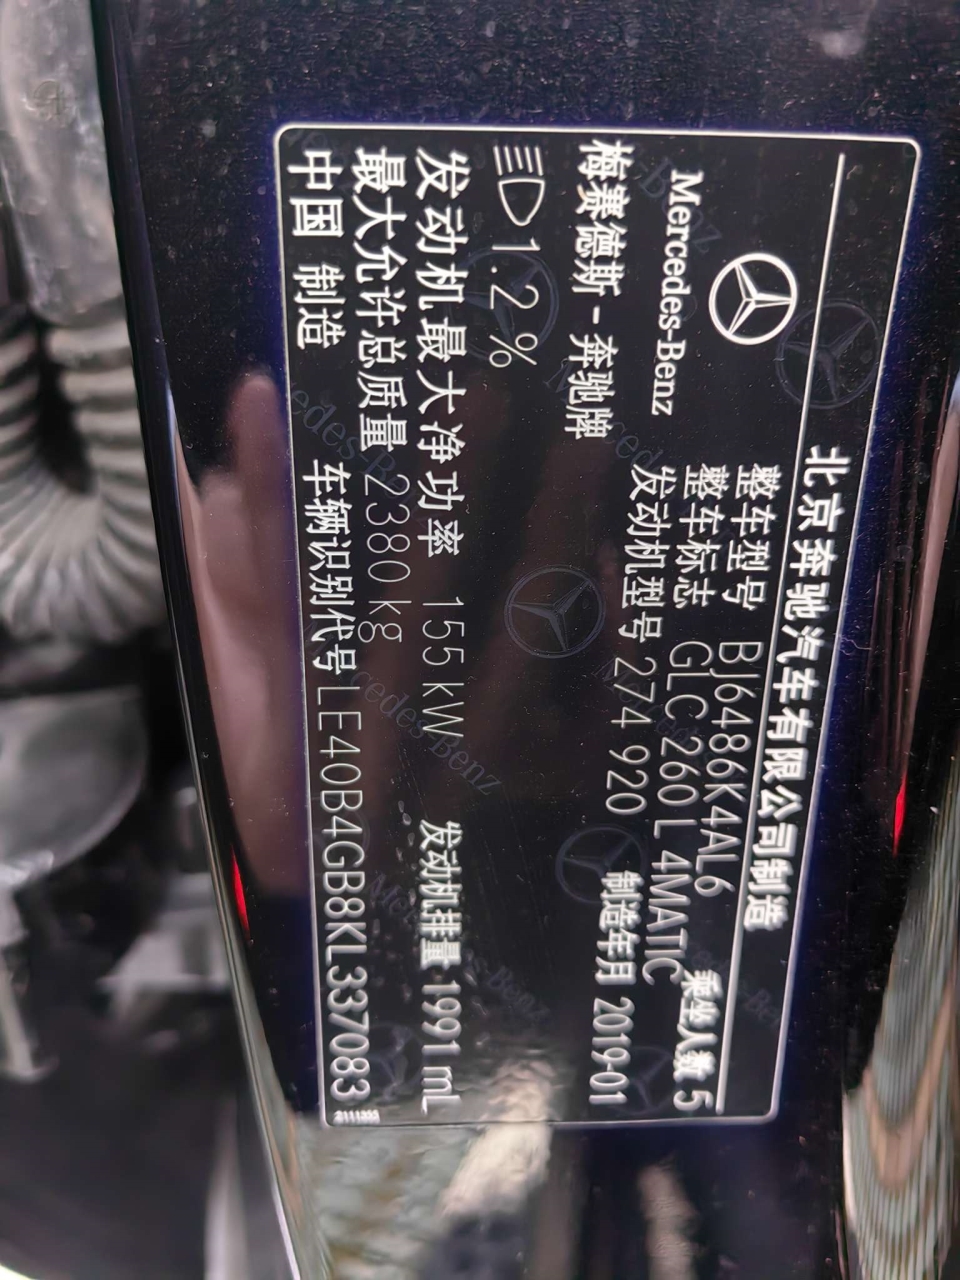 北京奔驰汽车有限公司制造
Mercedes-Benz
整车型号 BJ6486K4AL6
整车标志 GLC 260 L 4MATIC 乘坐人数 5
发动机型号 274 920 制造年月 2019-01
梅赛德斯-奔驰牌
1.2%
发动机最大净功率 155 kW 发动机排量 1991 mL
最大允许总质量 2380 kg
中国 制造 车辆识别代号 LE40B4GB8KL337083